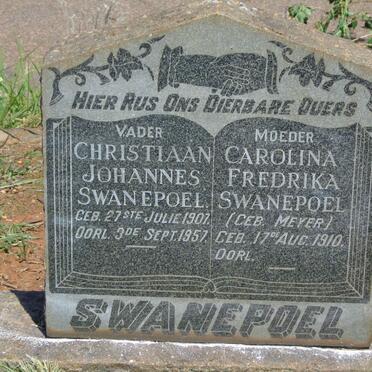 HIER RUS ONS DIERBARE OUERS
VADER
CHRISTIAAN
JOHANNES
SWANEPOEL.
GEB. 27STE JULIE 1907.
OORL. 3DE SEPT. 1957.
MOEDER
CAROLINA
FREDRIKA
SWANEPOEL
(GEB. MEYER)
GEB. 17DE AUG. 1910.
OORL.
SWANEPOEL